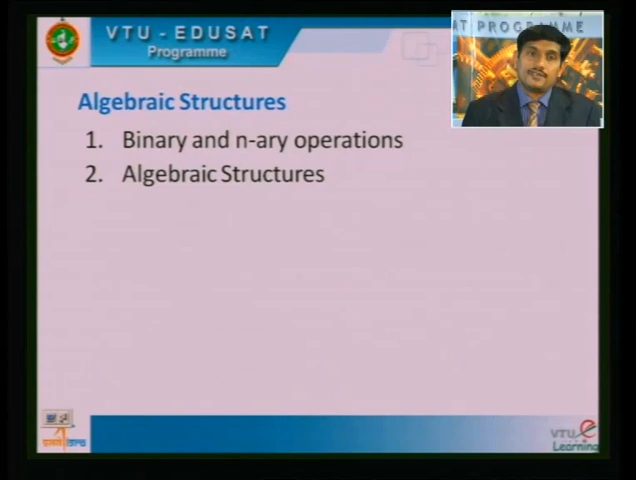 VTU - EDUSAT
Programme
AT PROGRAMME
Algebraic Structures
1. Binary and n-ary operations
2. Algebraic Structures
VTU e
Learning